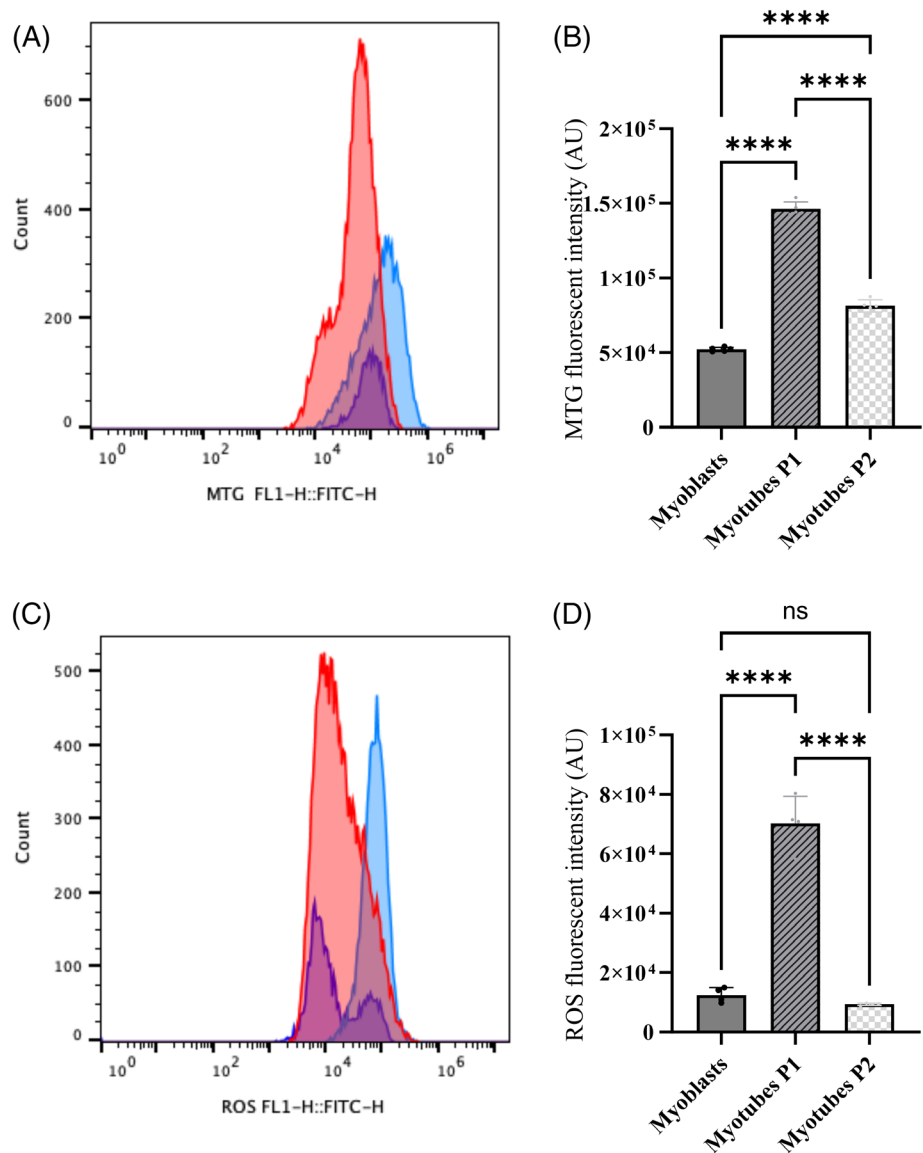 (A)
600
400
200
0
Count
10⁰
10²
10⁴
10⁶
MTG FL1-H::FITC-H
(B)
****
****
****
2×10⁵
1.5×10⁵
1×10⁵
5×10⁴
0
MTG fluorescent intensity (AU)
Myoblasts
Myotubes P1
Myotubes P2
(C)
500
400
300
200
100
0
Count
10⁰
10²
10⁴
10⁶
ROS FL1-H::FITC-H
(D)
ns
****
****
1×10⁵
8×10⁴
6×10⁴
4×10⁴
2×10⁴
0
ROS fluorescent intensity (AU)
Myoblasts
Myotubes P1
Myotubes P2